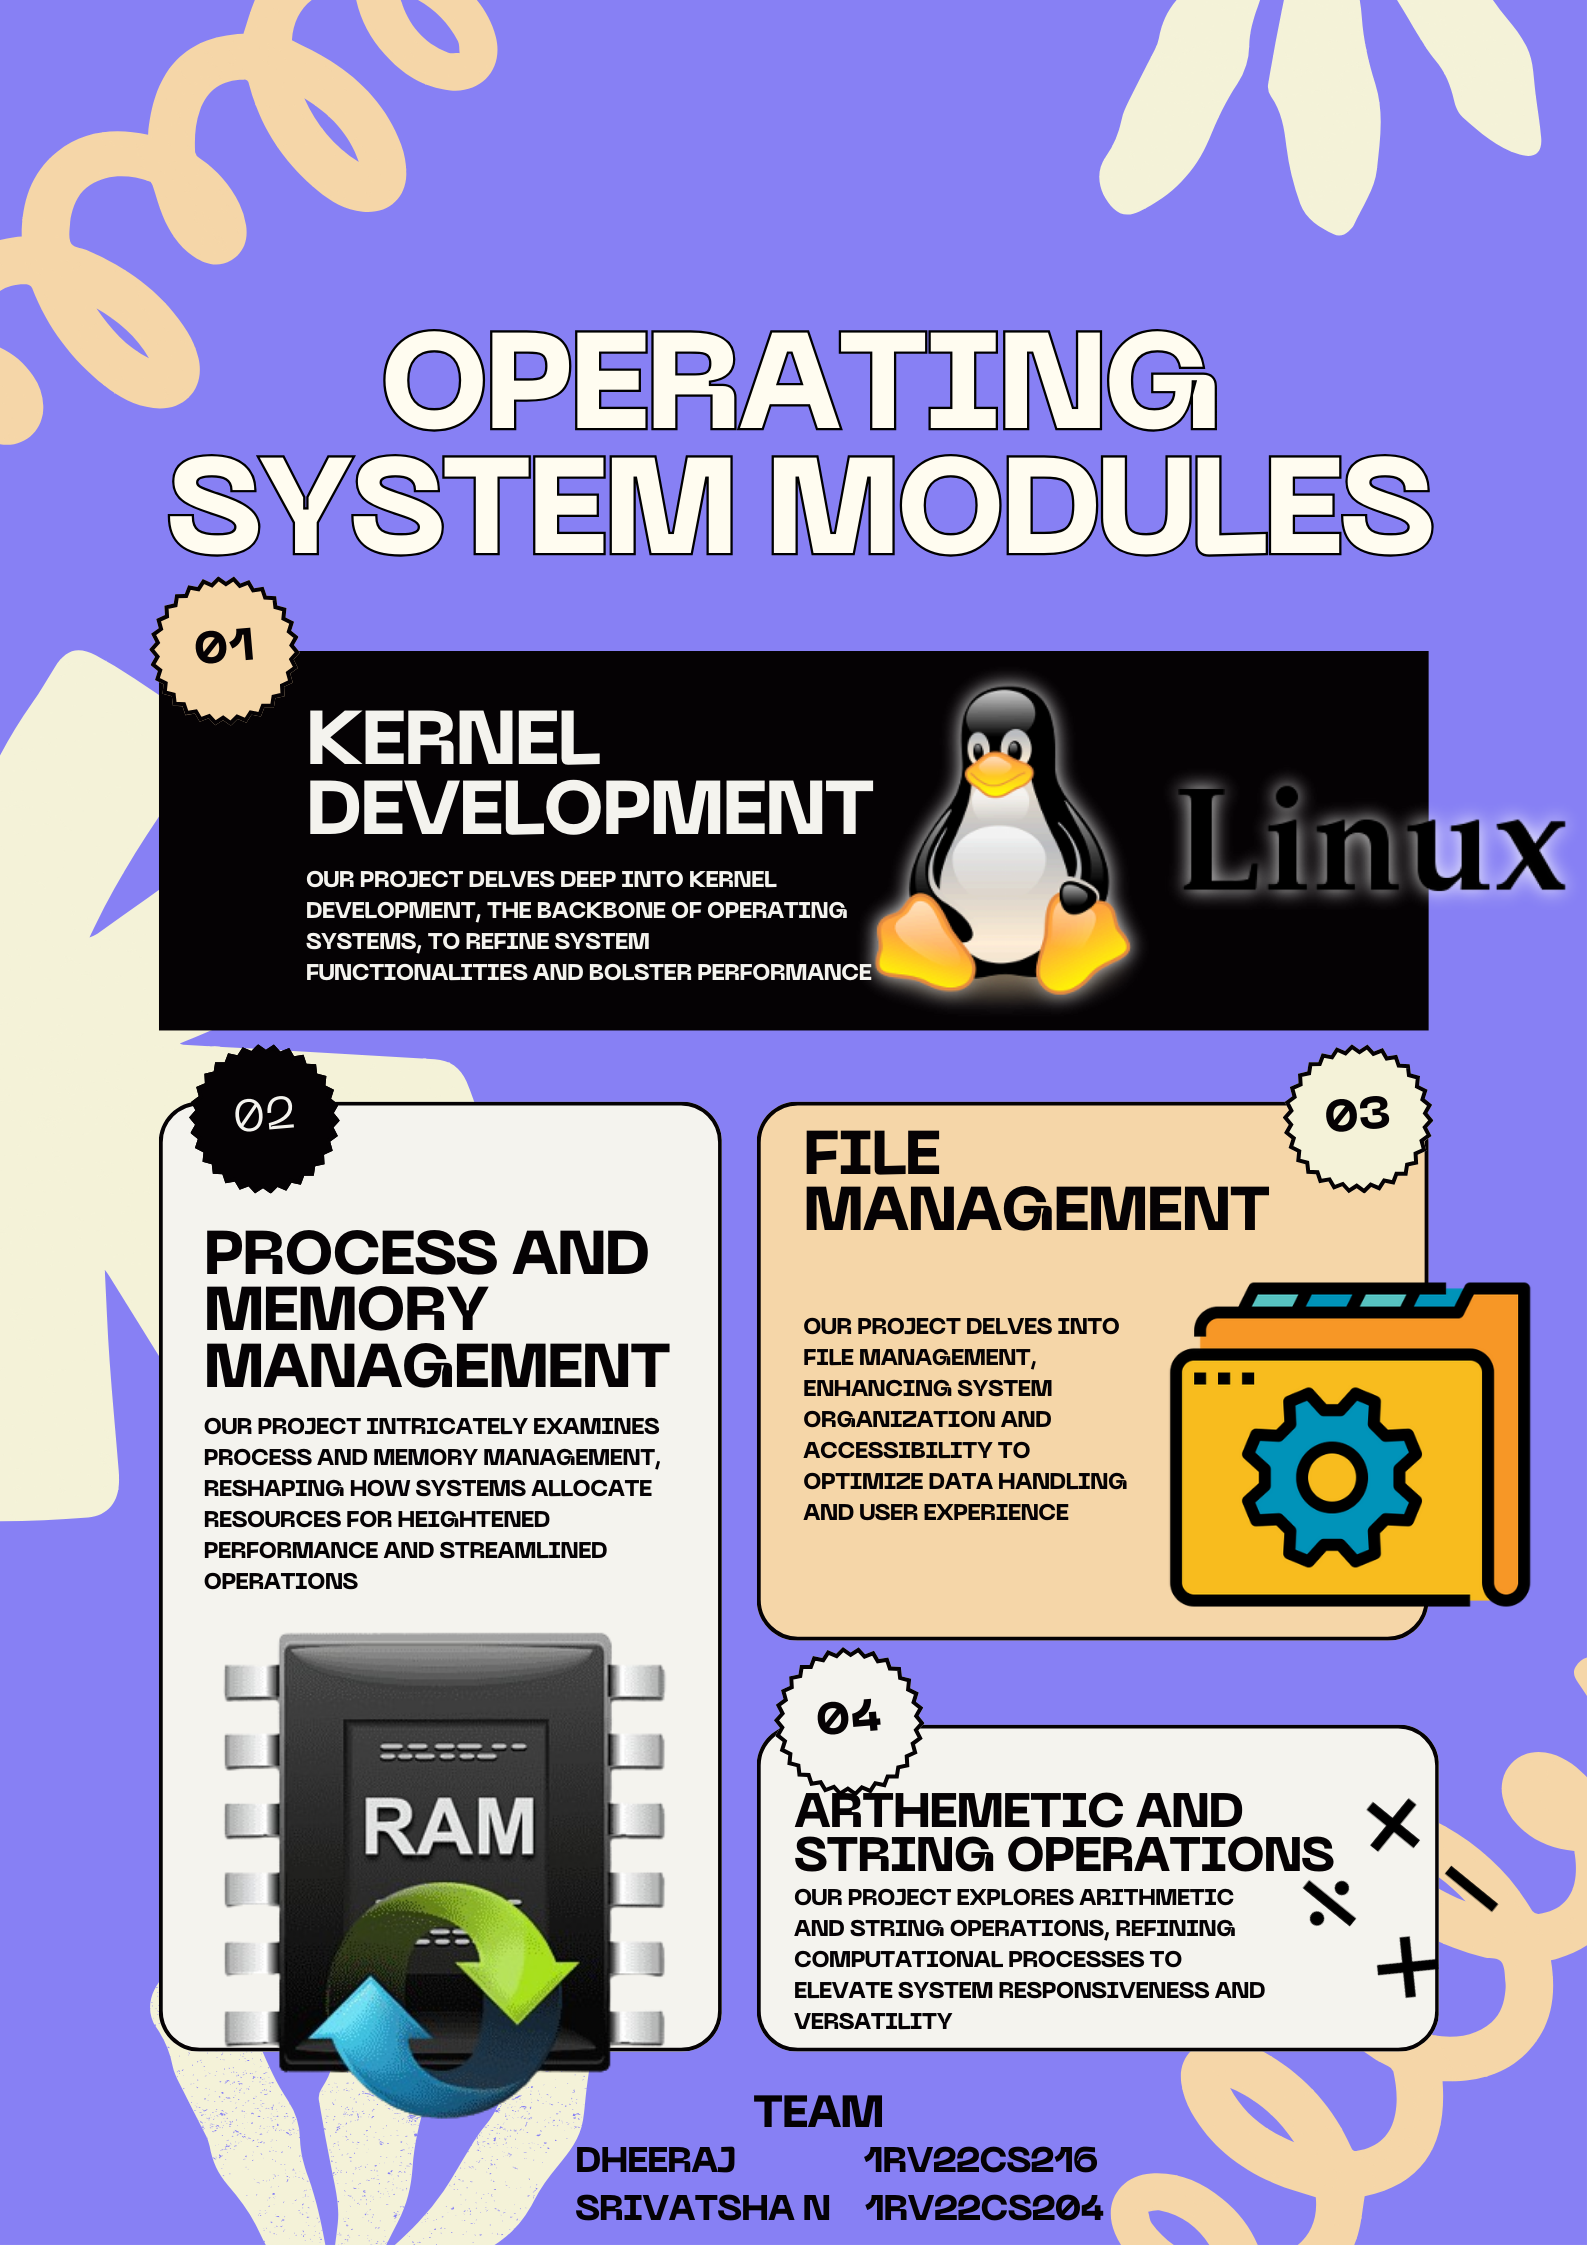 OPERATING
SYSTEM MODULES
01
KERNEL
DEVELOPMENT
OUR PROJECT DELVES DEEP INTO KERNEL
DEVELOPMENT, THE BACKBONE OF OPERATING
SYSTEMS, TO REFINE SYSTEM
FUNCTIONALITIES AND BOLSTER PERFORMANCE
Linux
02
PROCESS AND
MEMORY
MANAGEMENT
OUR PROJECT INTRICATELY EXAMINES
PROCESS AND MEMORY MANAGEMENT,
RESHAPING HOW SYSTEMS ALLOCATE
RESOURCES FOR HEIGHTENED
PERFORMANCE AND STREAMLINED
OPERATIONS
RAM
03
FILE
MANAGEMENT
OUR PROJECT DELVES INTO
FILE MANAGEMENT,
ENHANCING SYSTEM
ORGANIZATION AND
ACCESSIBILITY TO
OPTIMIZE DATA HANDLING
AND USER EXPERIENCE
04
ARTHEMETIC AND
STRING OPERATIONS
OUR PROJECT EXPLORES ARITHMETIC
AND STRING OPERATIONS, REFINING
COMPUTATIONAL PROCESSES TO
ELEVATE SYSTEM RESPONSIVENESS AND
VERSATILITY
TEAM
DHEERAJ 1RV22CS216
SRIVATSHA N 1RV22CS204